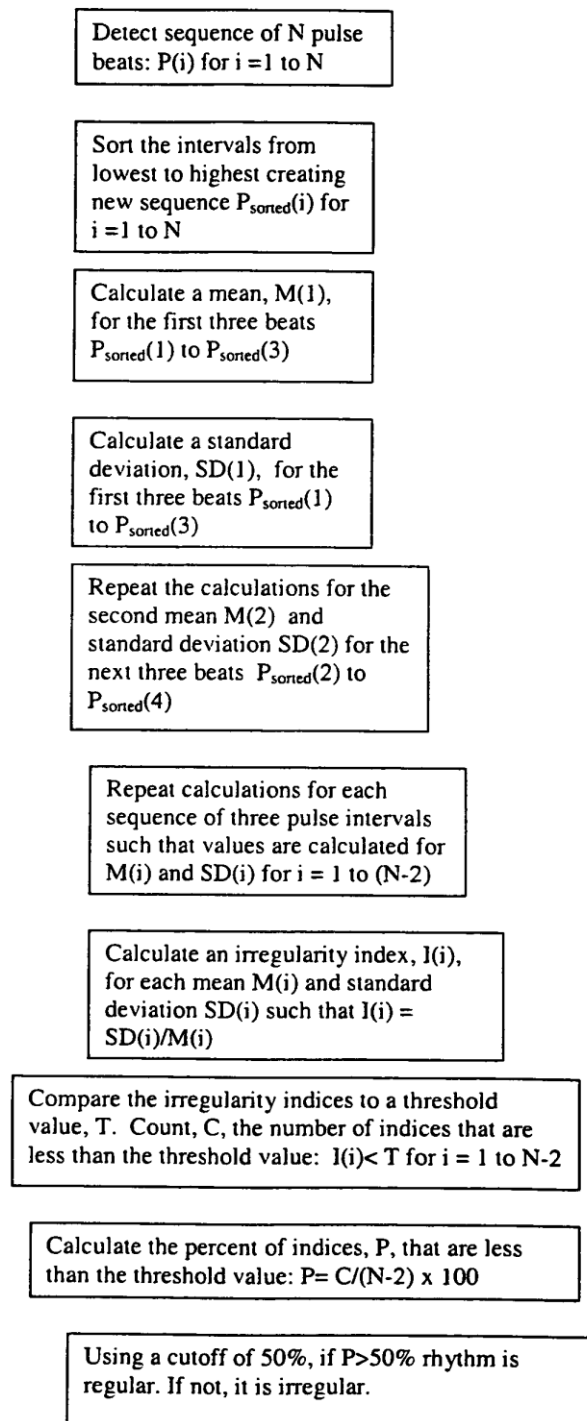 Detect sequence of N pulse
beats: P(i) for i =1 to N
Sort the intervals from
lowest to highest creating
new sequence Psorted(i) for
i =1 to N
Calculate a mean, M(1),
for the first three beats
Psorted(1) to Psorted(3)
Calculate a standard
deviation, SD(1), for the
first three beats Psorted(1)
to Psorted(3)
Repeat the calculations for the
second mean M(2) and
standard deviation SD(2) for the
next three beats Psorted(2) to
Psorted(4)
Repeat calculations for each
sequence of three pulse intervals
such that values are calculated for
M(i) and SD(i) for i = 1 to (N-2)
Calculate an irregularity index, I(i),
for each mean M(i) and standard
deviation SD(i) such that I(i) =
SD(i)/M(i)
Compare the irregularity indices to a threshold
value, T. Count, C, the number of indices that are
less than the threshold value: I(i)< T for i = 1 to N-2
Calculate the percent of indices, P, that are less
than the threshold value: P= C/(N-2) x 100
Using a cutoff of 50%, if P>50% rhythm is
regular. If not, it is irregular.